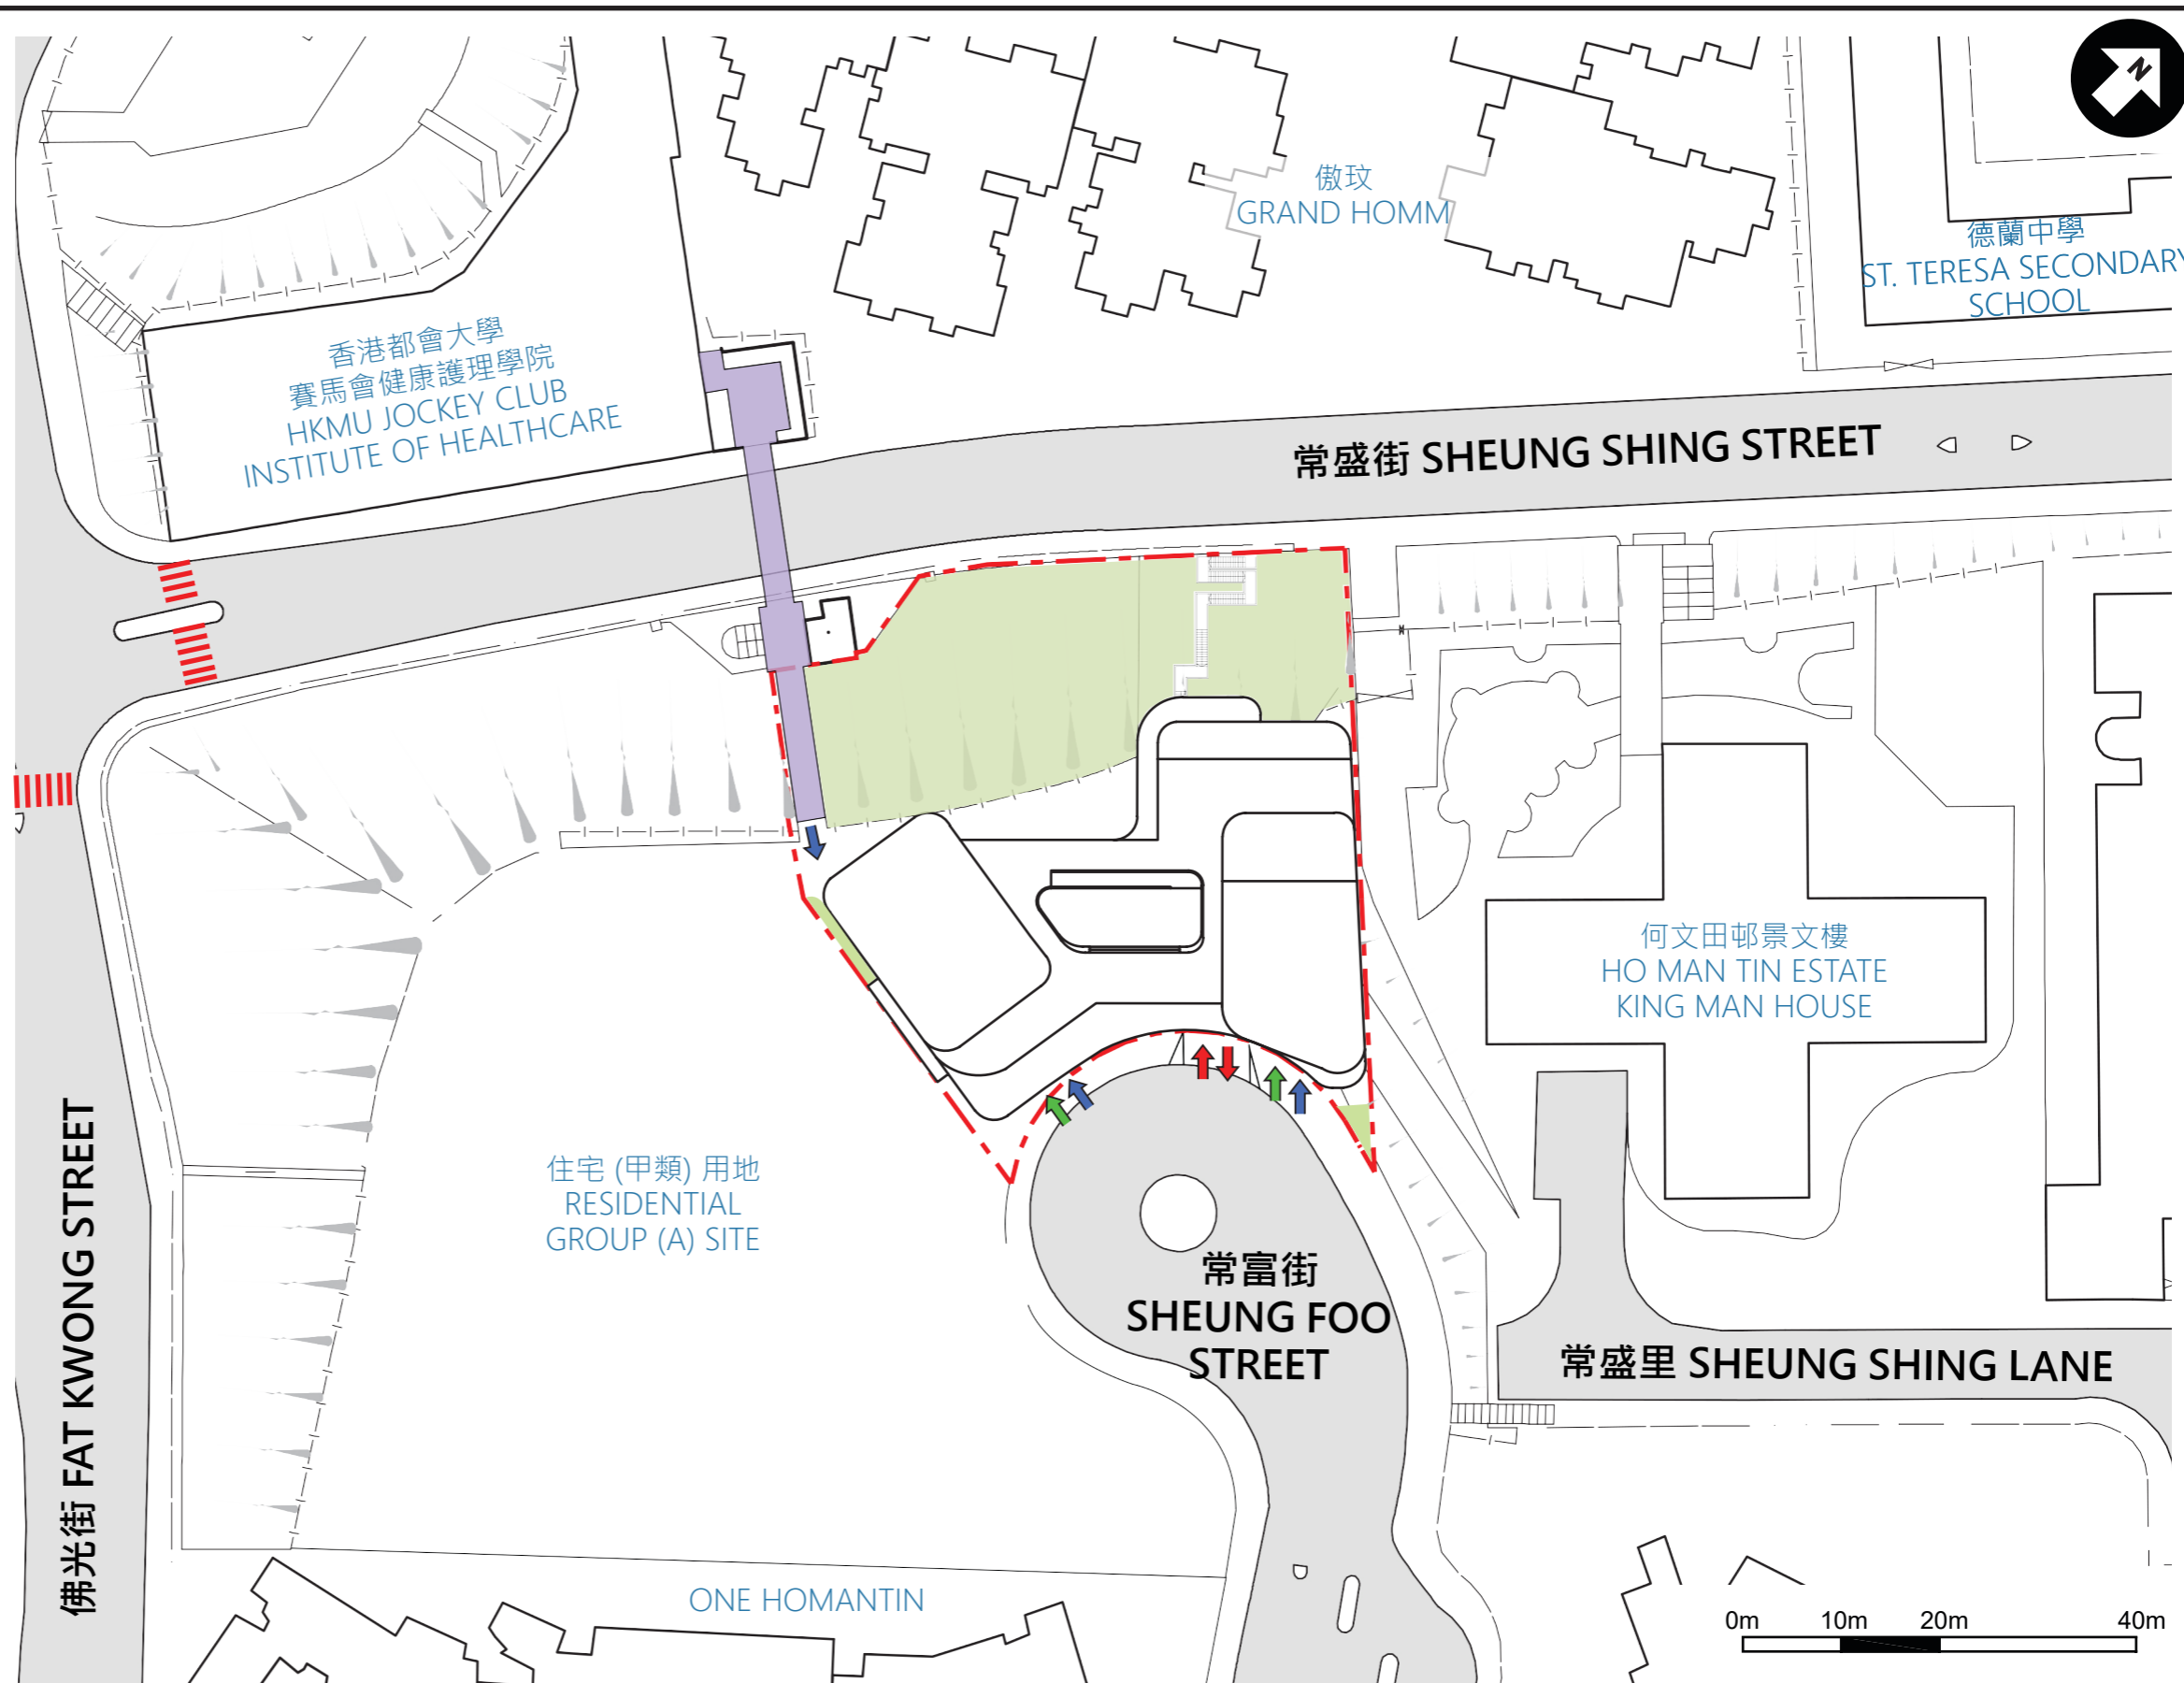 N
傲玟
GRAND HOMM
德蘭中學
ST. TERESA SECONDARY
SCHOOL
香港都會大學
賽馬會健康護理學院
HKMU JOCKEY CLUB
INSTITUTE OF HEALTHCARE
常盛街 SHEUNG SHING STREET
何文田邨景文樓
HO MAN TIN ESTATE
KING MAN HOUSE
住宅 (甲類) 用地
RESIDENTIAL
GROUP (A) SITE
佛光街 FAT KWONG STREET
常富街
SHEUNG FOO
STREET
常盛里 SHEUNG SHING LANE
ONE HOMANTIN
0m 10m 20m 40m